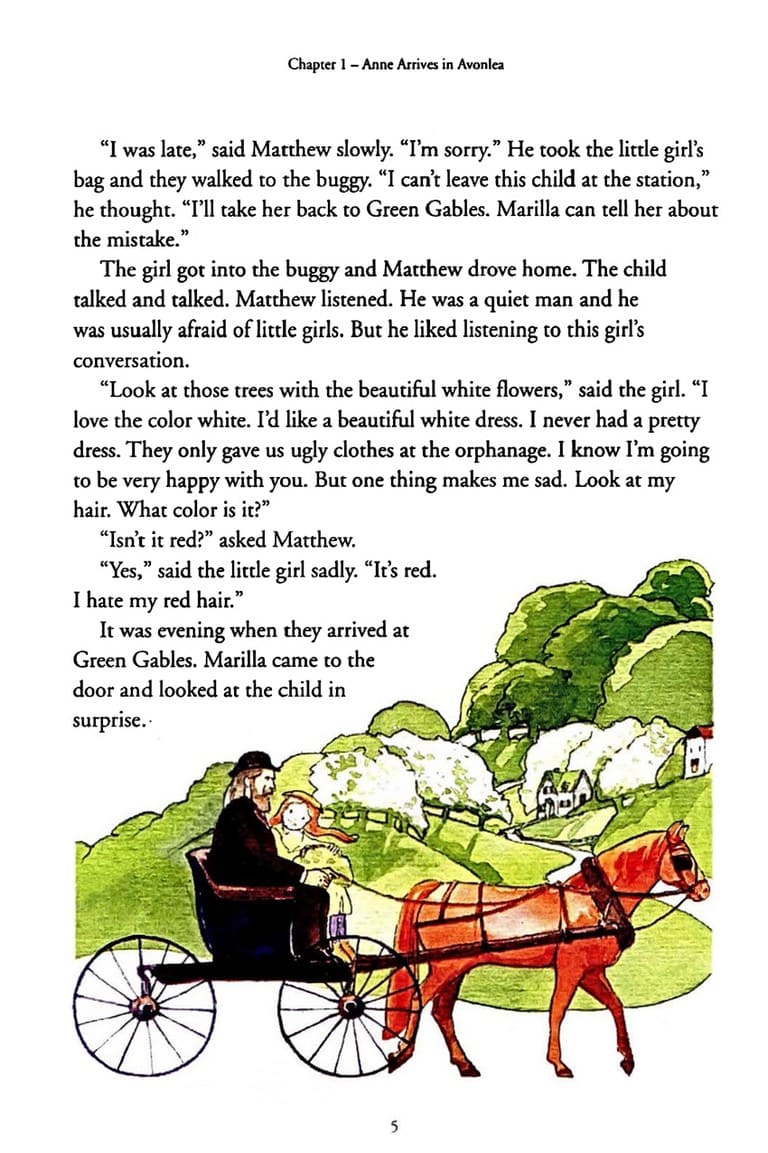 Chapter 1 – Anne Arrives in Avonlea
“I was late,” said Matthew slowly. “I’m sorry.” He took the little girl’s
bag and they walked to the buggy. “I can’t leave this child at the station,”
he thought. “I’ll take her back to Green Gables. Marilla can tell her about
the mistake.”
The girl got into the buggy and Matthew drove home. The child
talked and talked. Matthew listened. He was a quiet man and he
was usually afraid of little girls. But he liked listening to this girl’s
conversation.
“Look at those trees with the beautiful white flowers,” said the girl. “I
love the color white. I’d like a beautiful white dress. I never had a pretty
dress. They only gave us ugly clothes at the orphanage. I know I’m going
to be very happy with you. But one thing makes me sad. Look at my
hair. What color is it?”
“Isn’t it red?” asked Matthew.
“Yes,” said the little girl sadly. “It’s red.
I hate my red hair.”
It was evening when they arrived at
Green Gables. Marilla came to the
door and looked at the child in
surprise.
5